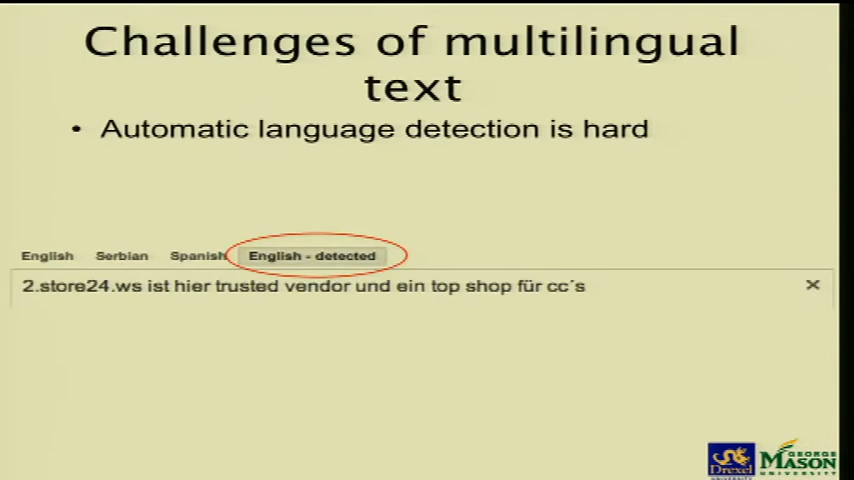 Challenges of multilingual
text
• Automatic language detection is hard
English Serbian Spanish English - detected
2.store24.ws ist hier trusted vendor und ein top shop für cc´s ×
Drexel
UNIVERSITY
GEORGE
MASON
UNIVERSITY